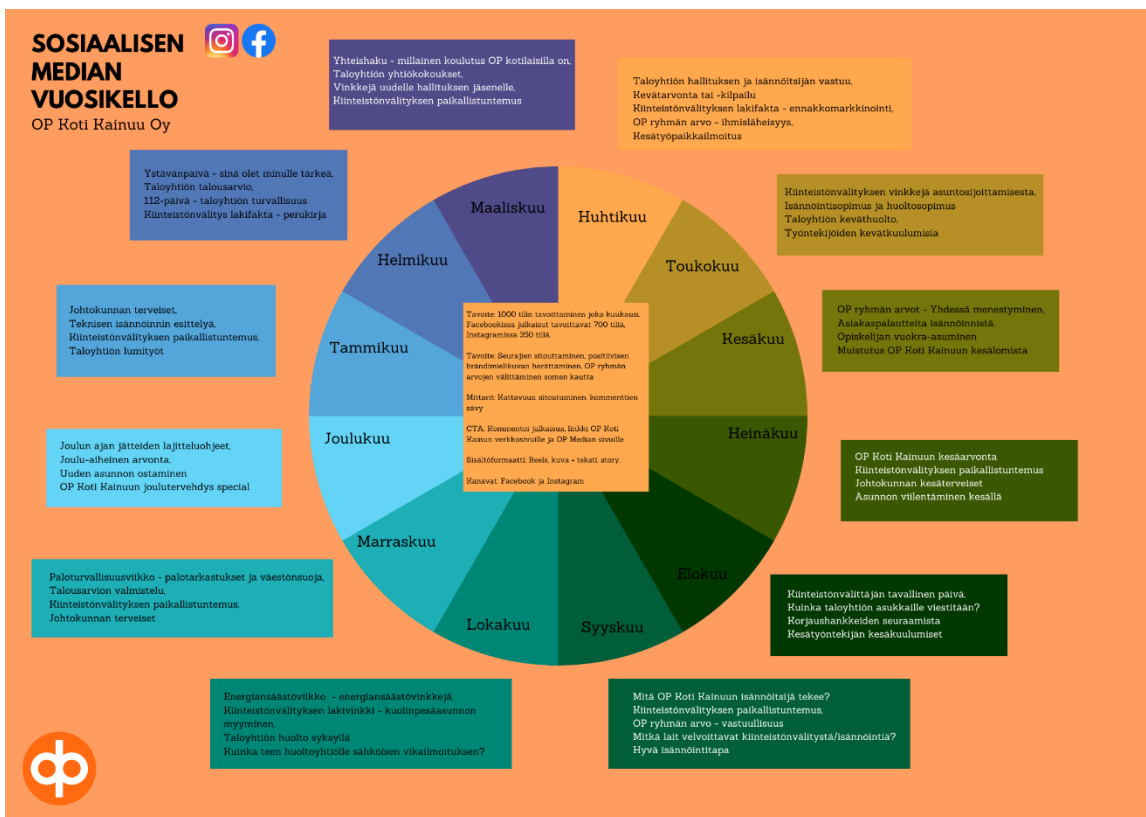 SOSIAALISEN
MEDIAN
VUOSIKELLO
OP Koti Kainuu Oy
Yhteishaku - millainen koulutus OP kotilaisilla on,
Taloyhtiön yhtiökokoukset,
Vinkkejä uudelle hallituksen jäsenelle,
Kiinteistönvälityksen paikallistuntemus
Taloyhtiön hallituksen ja isännöitsijän vastuu,
Kevätarvonta tai -kilpailu
Kiinteistönvälityksen lakifakta - ennakkomarkkinointi,
OP ryhmän arvo - ihmisläheisyys,
Kesätyöpaikkailmoitus
Ystävänpäivä - sinä olet minulle tärkeä,
Taloyhtiön talousarvio,
112-päivä - taloyhtön turvallisuus
Kiinteistönvälitys lakifakta - perukirja
Kiinteistönvälityksen vinkkejä asuntosijoittamisesta,
Isännöintisopimus ja huoltosopimus
Taloyhtiön keväthuolto,
Työntekijöiden kevätkuulumisia
Johtokunnan terveiset,
Teknisen isännöinnin esittelyä,
Kiinteistönvälityksen paikallistuntemus,
Taloyhtiön lumityöt
OP ryhmän arvot - Yhdessä menestyminen,
Asiakaspalautteita isännöinnistä,
Opiskelijan vuokra-asuminen
Muistutus OP Koti Kainuun kesälomista
Joulun ajan jätteiden lajitteluohjeet,
Joulu-aiheinen arvonta,
Uuden asunnon ostaminen
OP Koti Kainuun joulutervehdys special
OP Koti Kainuun kesäarvonta
Kiinteistönvälityksen paikallistuntemus
Johtokunnan kesäterveiset
Asunnon viilentäminen kesällä
Paloturvallisuusviikko - palotarkastukset ja väestönsuoja,
Talousarvion valmistelu,
Kiinteistönvälityksen paikallistuntemus,
Johtokunnan terveiset
Kiinteistönvälittäjän tavallinen päivä,
Kuinka taloyhtiön asukkaille viestitään?
Korjaushankkeiden seuraamista
Kesätyöntekijän kesäkuulumiset
Energiansäästöviikko - energiansäästövinkkejä,
Kiinteistönvälityksen lakivinkki - kuolinpesäasunnon
myyminen,
Taloyhtiön huolto syksyllä
Kuinka teen huoltoyhtiölle sähköisen vikailmoituksen?
Mitä OP Koti Kainuun isännöitsijä tekee?
Kiinteistönvälityksen paikallistuntemus,
OP ryhmän arvo - vastuullisuus
Mitkä lait velvoittavat kiinteistönvälitystä/isännöintiä?
Hyvä isännöintitapa
Maaliskuu
Huhtikuu
Helmikuu
Toukokuu
Tammikuu
Kesäkuu
Joulukuu
Heinäkuu
Marraskuu
Elokuu
Lokakuu
Syyskuu
Tavoite: 1000 tilin tavoittaminen joka kuukausi,
Facebookissa julkaisut tavoittavat 700 tiliä,
Instagramissa 350 tiliä.
Tavoite: Seurajien sitouttaminen, positiivisen
brändimielikuvan herättäminen, OP ryhmän
arvojen välittäminen somen kautta
Mittarit: Kattavuus, sitoutuminen, kommenttien
sävy
CTA: Kommentoi julkaisua, linkki OP Koti
Kainun verkkosivuille ja OP Median sivuille
Sisältöformaatti: Reels, kuva + teksti, story.
Kanavat: Facebook ja Instagram
op